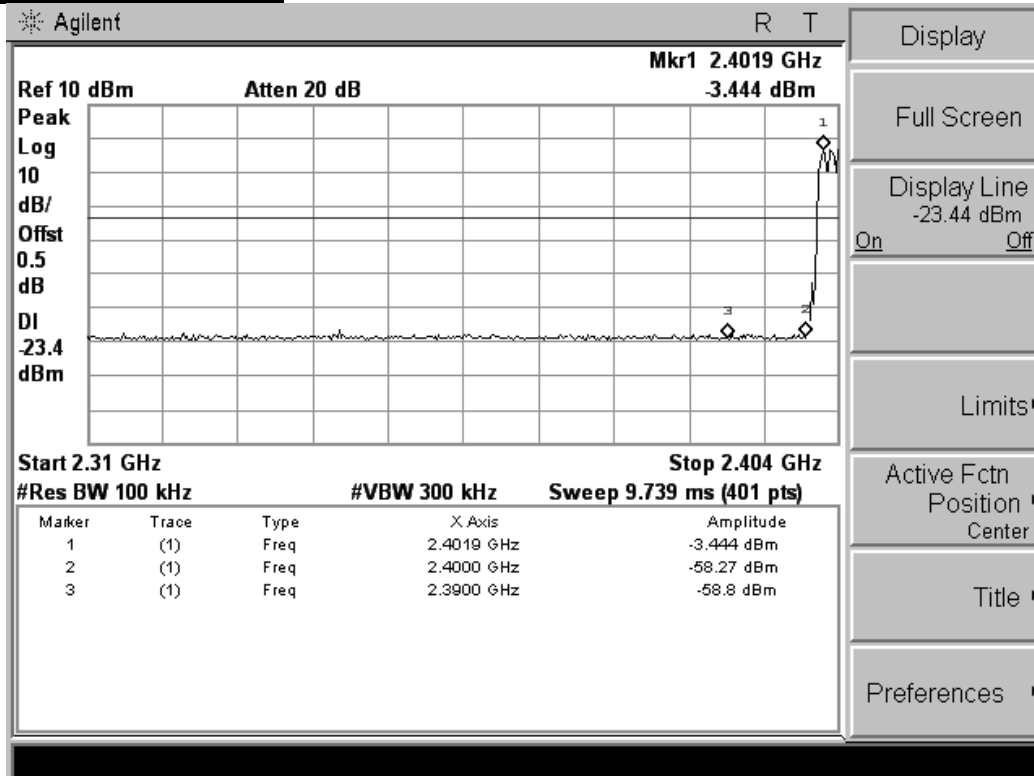 Agilent R T
Mkr1 2.4019 GHz
Ref 10 dBm Atten 20 dB -3.444 dBm
Peak
Log
10
dB/
Offst
0.5
dB
DI
-23.4
dBm
1
3
2
Start 2.31 GHz Stop 2.404 GHz
#Res BW 100 kHz #VBW 300 kHz Sweep 9.739 ms (401 pts)
Marker Trace Type X Axis Amplitude
1 (1) Freq 2.4019 GHz -3.444 dBm
2 (1) Freq 2.4000 GHz -58.27 dBm
3 (1) Freq 2.3900 GHz -58.8 dBm
Display
Full Screen
Display Line
-23.44 dBm
On Off
Limits
Active Fctn
Position
Center
Title
Preferences